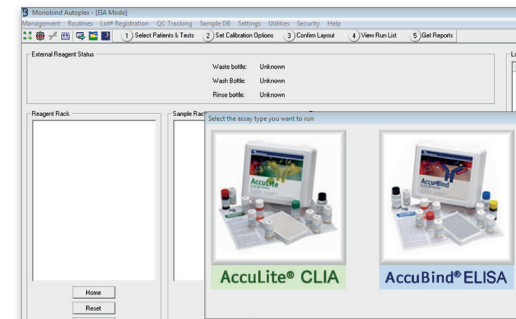 Monobind Autoplex - [EIA Mode]
Management Routines Lot# Registration QC Tracking Sample DB Settings Utilities Security Help
1 Select Patients & Tests 2 Set Calibration Options 3 Confirm Layout 4 View Run List 5 Get Reports
External Reagent Status
Waste bottle: Unknown
Wash Bottle: Unknown
Rinse bottle: Unknown
Reagent Rack
Sample Rac
Select the assay type you want to run
AccuLite
AccuBind
AccuLite® CLIA
AccuBind® ELISA
Home
Reset